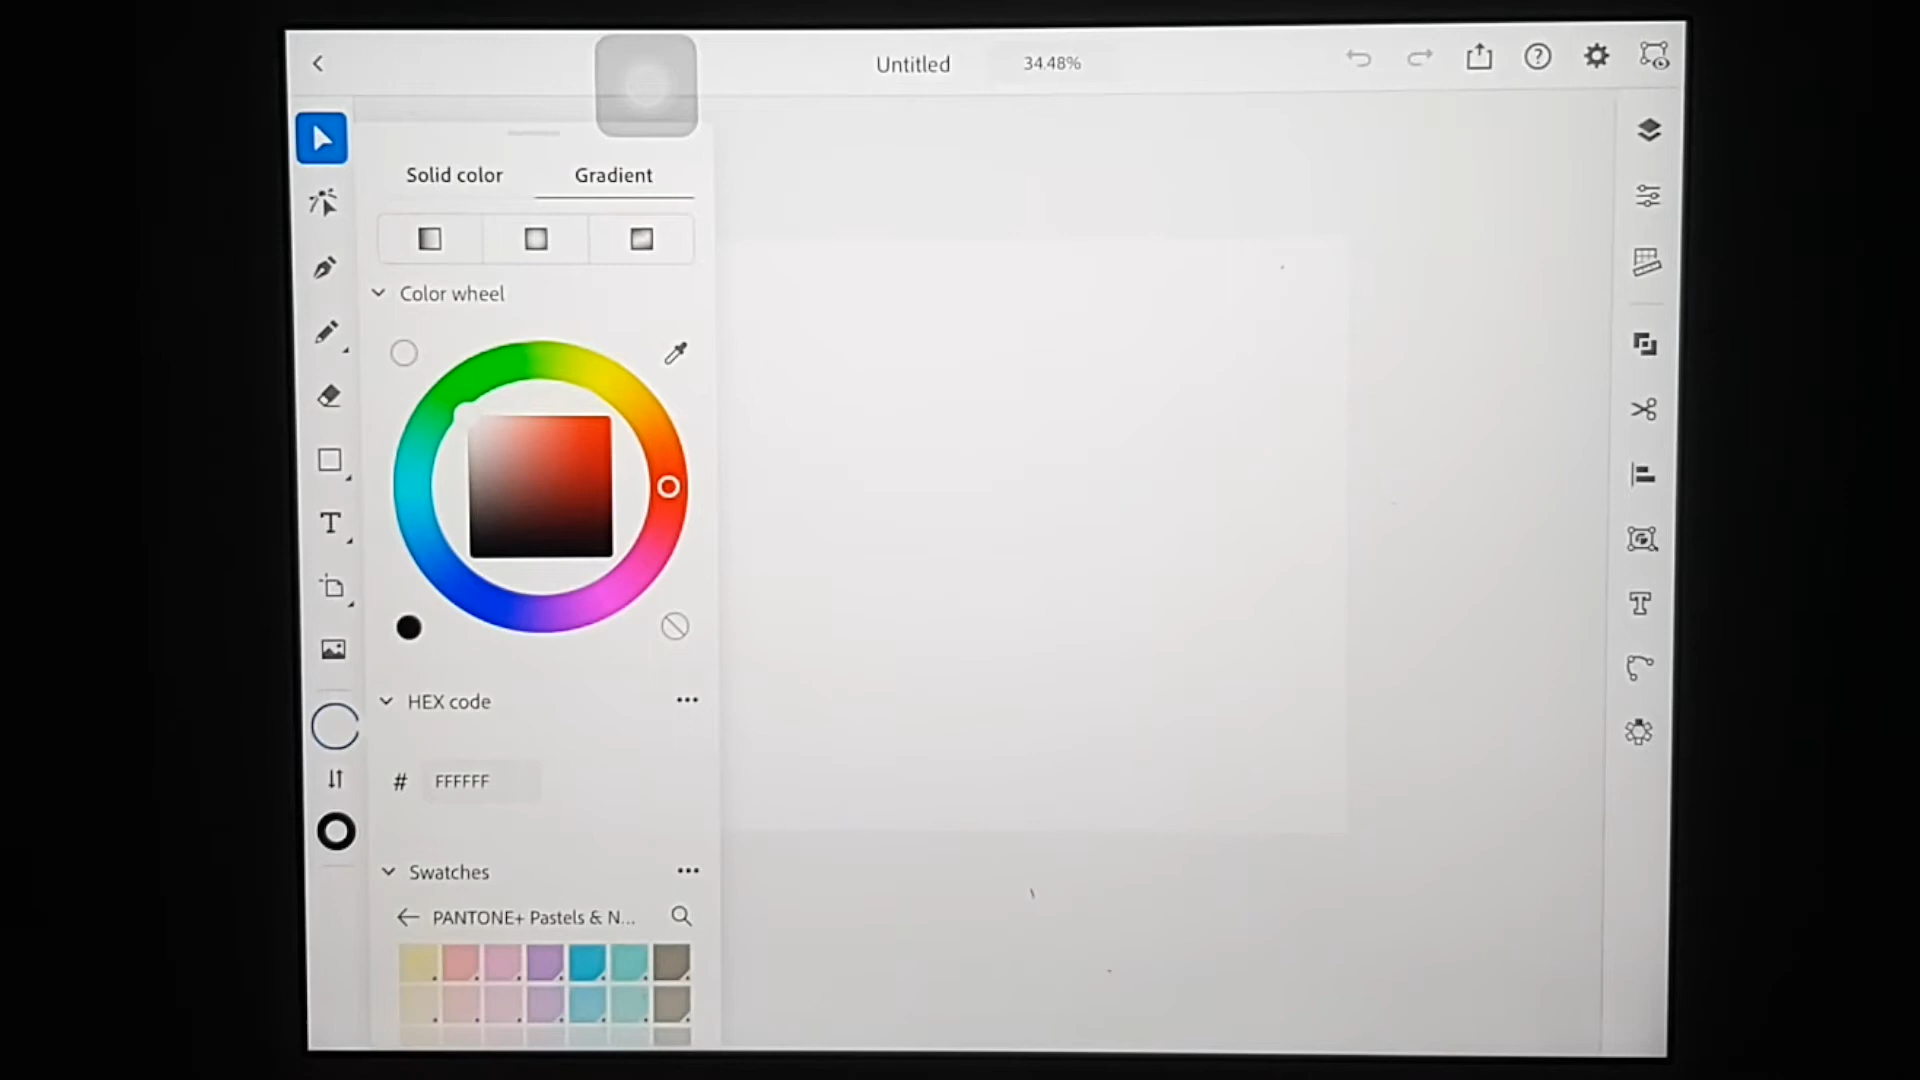 Untitled
34.48%
Solid color
Gradient
Color wheel
HEX code
# FFFFFF
Swatches
PANTONE+ Pastels & N...